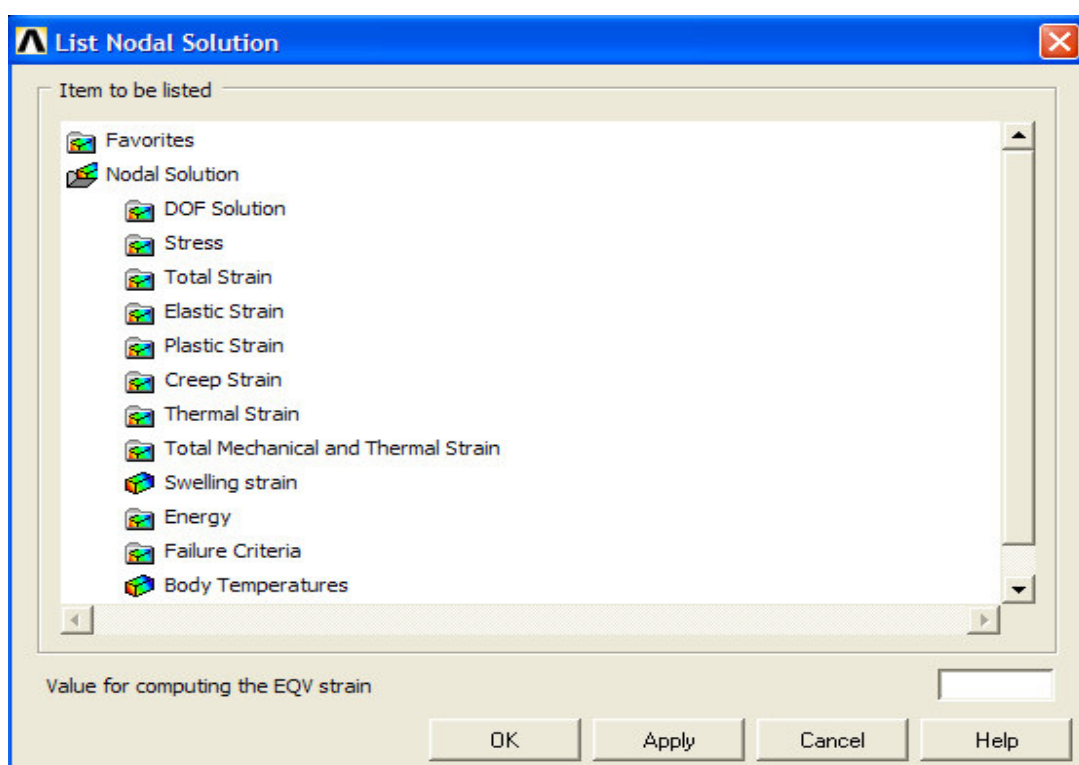 List Nodal Solution
Item to be listed
Favorites
Nodal Solution
DOF Solution
Stress
Total Strain
Elastic Strain
Plastic Strain
Creep Strain
Thermal Strain
Total Mechanical and Thermal Strain
Swelling strain
Energy
Failure Criteria
Body Temperatures
Value for computing the EQV strain
OK Apply Cancel Help